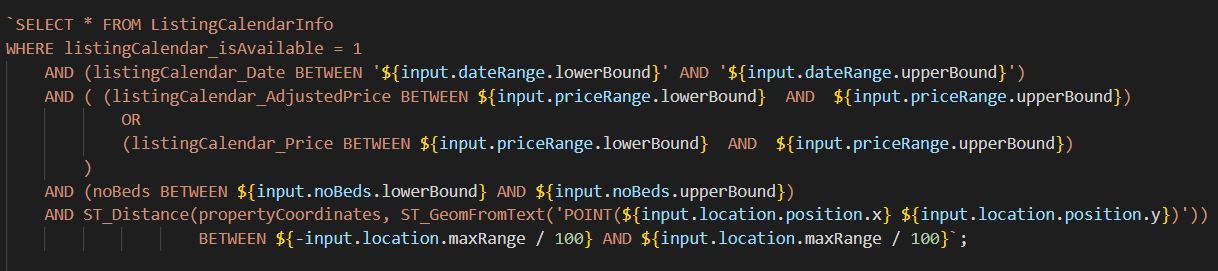 `SELECT * FROM ListingCalendarInfo
WHERE listingCalendar_isAvailable = 1
AND (listingCalendar_Date BETWEEN '${input.dateRange.lowerBound}' AND '${input.dateRange.upperBound}')
AND ( (listingCalendar_AdjustedPrice BETWEEN ${input.priceRange.lowerBound}  AND  ${input.priceRange.upperBound})
OR
(listingCalendar_Price BETWEEN ${input.priceRange.lowerBound}  AND  ${input.priceRange.upperBound})
)
AND (noBeds BETWEEN ${input.noBeds.lowerBound} AND ${input.noBeds.upperBound})
AND ST_Distance(propertyCoordinates, ST_GeomFromText('POINT(${input.location.position.x} ${input.location.position.y})'))
BETWEEN ${-input.location.maxRange / 100} AND ${input.location.maxRange / 100}`;